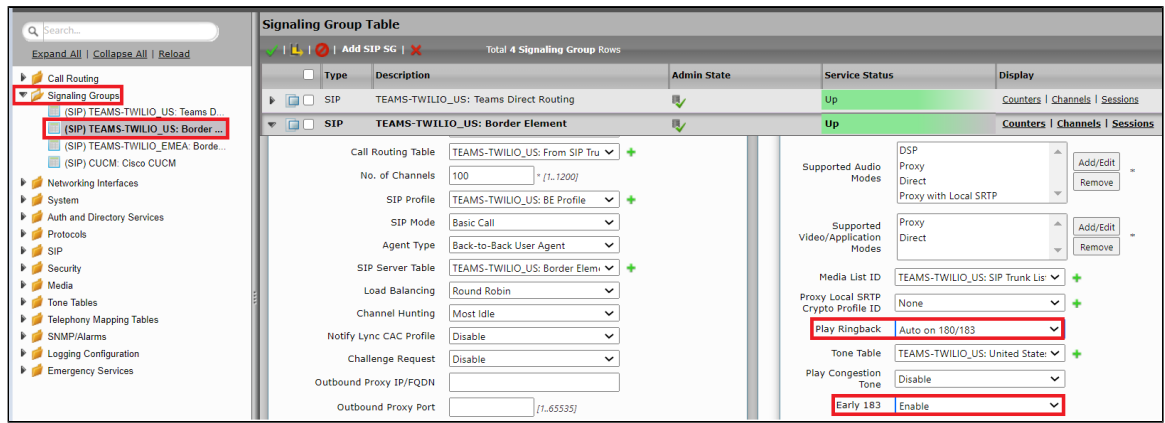 Search...
Expand All | Collapse All | Reload
Call Routing
Signaling Groups
(SIP) TEAMS-TWILIO_US: Teams D...
(SIP) TEAMS-TWILIO_US: Border ...
(SIP) TEAMS-TWILIO_EMEA: Borde...
(SIP) CUCM: Cisco CUCM
Networking Interfaces
System
Auth and Directory Services
Protocols
SIP
Security
Media
Tone Tables
Telephony Mapping Tables
SNMP/Alarms
Logging Configuration
Emergency Services
Signaling Group Table
| Add SIP SG | Total 4 Signaling Group Rows
Type Description Admin State Service Status Display
SIP TEAMS-TWILIO_US: Teams Direct Routing Up Counters | Channels | Sessions
SIP TEAMS-TWILIO_US: Border Element Up Counters | Channels | Sessions
Call Routing Table TEAMS-TWILIO_US: From SIP Tru
No. of Channels 100 * [1..1200]
SIP Profile TEAMS-TWILIO_US: BE Profile
SIP Mode Basic Call
Agent Type Back-to-Back User Agent
SIP Server Table TEAMS-TWILIO_US: Border Elem
Load Balancing Round Robin
Channel Hunting Most Idle
Notify Lync CAC Profile Disable
Challenge Request Disable
Outbound Proxy IP/FQDN
Outbound Proxy Port [1..65535]
Supported Audio
Modes
DSP
Proxy
Direct
Proxy with Local SRTP
Add/Edit
Remove
*
Supported
Video/Application
Modes
Proxy
Direct
Add/Edit
Remove
*
Media List ID TEAMS-TWILIO_US: SIP Trunk Lis
Proxy Local SRTP
Crypto Profile ID
None
Play Ringback Auto on 180/183
Tone Table TEAMS-TWILIO_US: United State
Play Congestion
Tone
Disable
Early 183 Enable